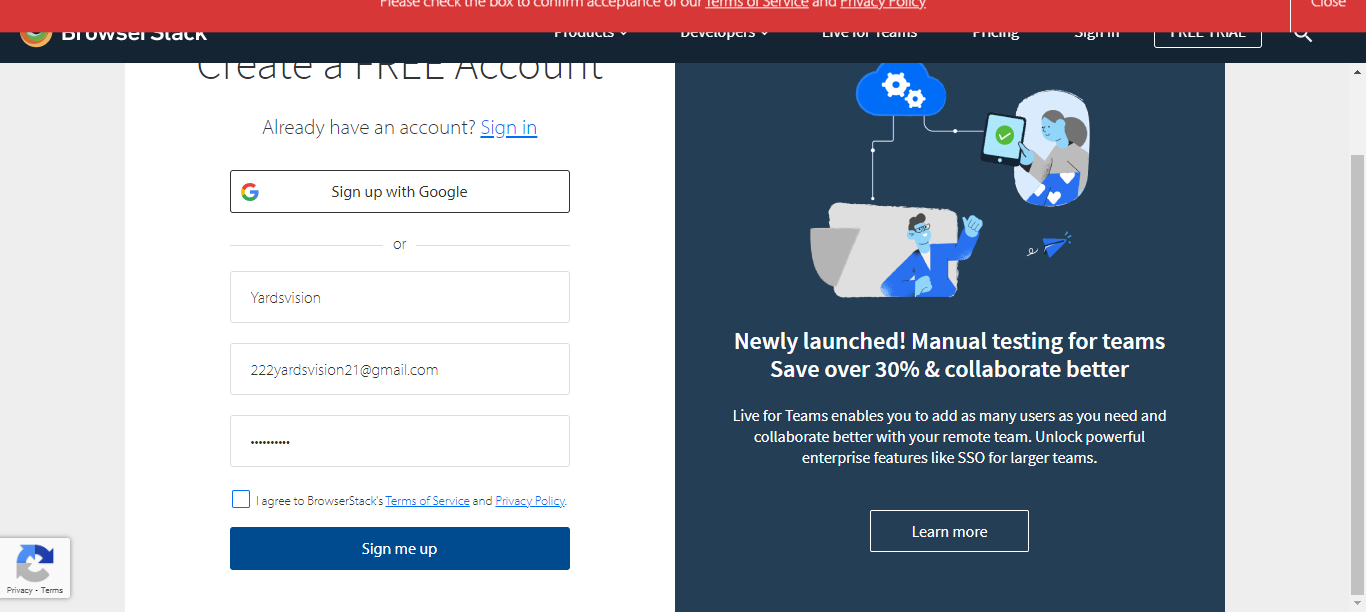 Please check the box to confirm acceptance of our Terms of Service and Privacy Policy
Close
BrowserStack
Products
Developers
Live for Teams
Pricing
Sign in
FREE TRIAL
Create a FREE Account
Already have an account? Sign in
Sign up with Google
or
Yardsvision
222yardsvision21@gmail.com
••••••••••
I agree to BrowserStack's Terms of Service and Privacy Policy.
Sign me up
Privacy - Terms
Newly launched! Manual testing for teams
Save over 30% & collaborate better
Live for Teams enables you to add as many users as you need and
collaborate better with your remote team. Unlock powerful
enterprise features like SSO for larger teams.
Learn more